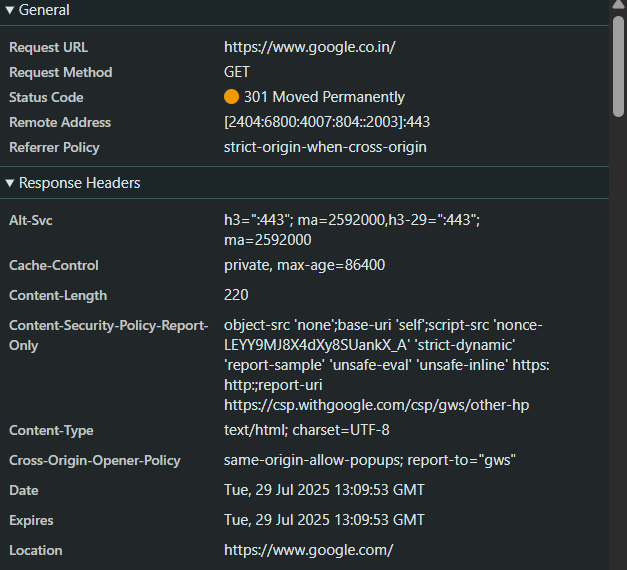 ▼ General
Request URL https://www.google.co.in/
Request Method GET
Status Code 301 Moved Permanently
Remote Address [2404:6800:4007:804::2003]:443
Referrer Policy strict-origin-when-cross-origin
▼ Response Headers
Alt-Svc h3=":443"; ma=2592000,h3-29=":443";
ma=2592000
Cache-Control private, max-age=86400
Content-Length 220
Content-Security-Policy-Report- object-src 'none';base-uri 'self';script-src 'nonce-
Only LEYY9MJ8X4dXy8SUankX_A' 'strict-dynamic'
'report-sample' 'unsafe-eval' 'unsafe-inline' https:
http:;report-uri
https://csp.withgoogle.com/csp/gws/other-hp
Content-Type text/html; charset=UTF-8
Cross-Origin-Opener-Policy same-origin-allow-popups; report-to="gws"
Date Tue, 29 Jul 2025 13:09:53 GMT
Expires Tue, 29 Jul 2025 13:09:53 GMT
Location https://www.google.com/